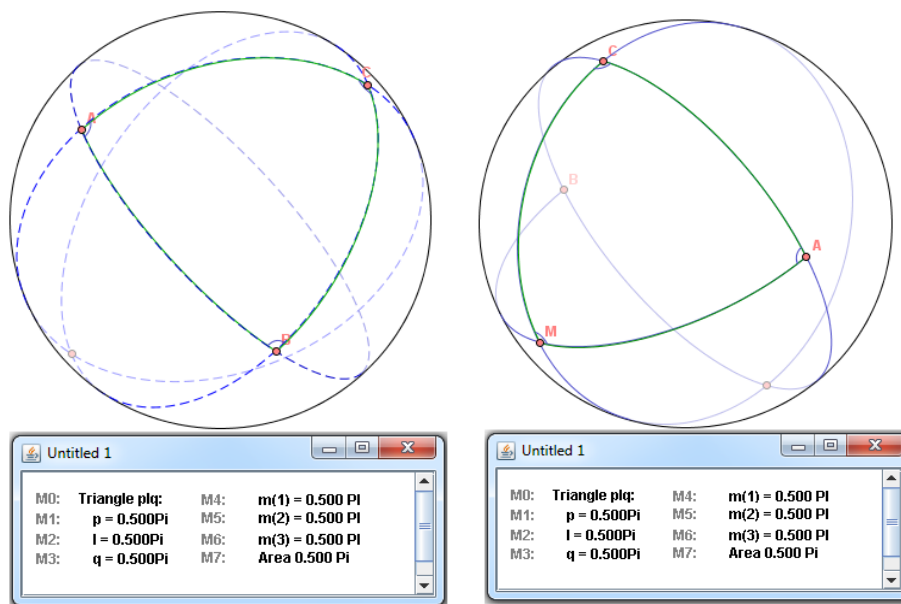 C
A
B
C
B
A
M
Untitled 1
M0: Triangle plq: M4: m(1) = 0.500 PI
M1: p = 0.500Pi M5: m(2) = 0.500 PI
M2: l = 0.500Pi M6: m(3) = 0.500 PI
M3: q = 0.500Pi M7: Area 0.500 Pi
Untitled 1
M0: Triangle plq: M4: m(1) = 0.500 PI
M1: p = 0.500Pi M5: m(2) = 0.500 PI
M2: l = 0.500Pi M6: m(3) = 0.500 PI
M3: q = 0.500Pi M7: Area 0.500 Pi